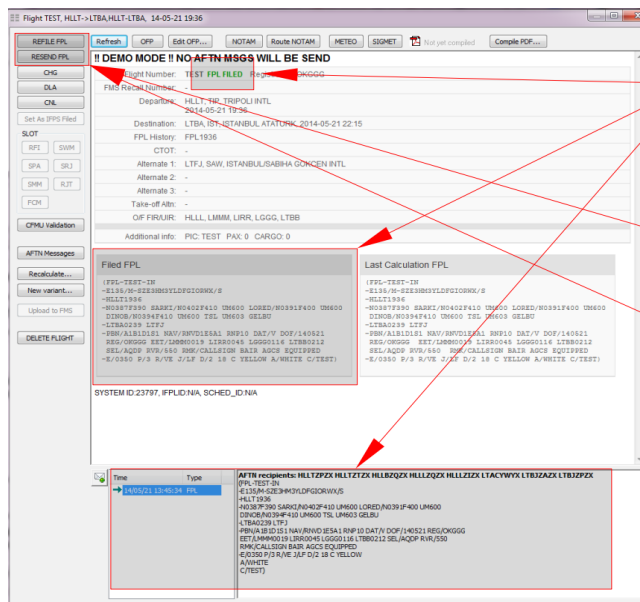 Flight TEST, HLLT->LTBA,HLLT-LTBA, 14-05-21 19:36
REFILE FPL
RESEND FPL
CHG
DLA
CNL
Set As IFPS Filed
SLOT
RFI SWM
SPA SRJ
SMM RJT
FCM
CFMU Validation
AFTN Messages
Recalculate...
New variant...
Upload to FMS
DELETE FLIGHT
Refresh OFP Edit OFP... NOTAM Route NOTAM METEO SIGMET Not yet compiled Compile PDF...
!! DEMO MODE !! NO AFTN MSGS WILL BE SEND
Flight Number: TEST FPL FILED OKGGG
FMS Recall Number: -
Departure: HLLT, TIP, TRIPOLI INTL
2014-05-21 19:36
Destination: LTBA, IST, ISTANBUL ATATURK, 2014-05-21 22:15
FPL History: FPL1936
CTOT: -
Alternate 1: LTFJ, SAW, ISTANBUL/SABIHA GOKCEN INTL
Alternate 2: -
Alternate 3: -
Take-off Altn: -
O/F FIR/UIR: HLLL, LMMM, LIRR, LGGG, LTBB
Additional info: PIC: TEST PAX: 0 CARGO: 0
Filed FPL
(FPL-TEST-IN
-E135/M-SZE3HM3YLDFGIORWX/S
-HLLT1936
-N0387F390 SARKI/N0402F410 UM600 LORED/N0391F400 UM600
DINOB/N0394F410 UM600 TSL UM603 GELBU
-LTBA0239 LTFJ
-PBN/A1B1D1S1 NAV/RNVD1E5A1 RNP10 DAT/V DOF/140521
REG/OKGGG EET/LMMM0019 LIRR0045 LGGG0116 LTBB0212
SEL/AQDP RVR/550 RMK/CALLSIGN BAIR AGCS EQUIPPED
-E/0350 P/3 R/VE J/LF D/2 18 C YELLOW A/WHITE C/TEST)
Last Calculation FPL
(FPL-TEST-IN
-E135/M-SZE3HM3YLDFGIORWX/S
-HLLT1936
-N0387F390 SARKI/N0402F410 UM600 LORED/N0391F400 UM600
DINOB/N0394F410 UM600 TSL UM603 GELBU
-LTBA0239 LTFJ
-PBN/A1B1D1S1 NAV/RNVD1E5A1 RNP10 DAT/V DOF/140521
REG/OKGGG EET/LMMM0019 LIRR0045 LGGG0116 LTBB0212
SEL/AQDP RVR/550 RMK/CALLSIGN BAIR AGCS EQUIPPED
-E/0350 P/3 R/VE J/LF D/2 18 C YELLOW A/WHITE C/TEST)
SYSTEM ID:23797, IFPLID:N/A, SCHED_ID:N/A
Time Type
14/05/21 13:45:34 FPL
AFTN recipients: HLLTZPZX HLLTZTZX HLLBZQZX HLLLZQZX HLLLZIZX LTACYWYX LTBJZAZX LTBJZPZX
(FPL-TEST-IN
-E135/M-SZE3HM3YLDFGIORWX/S
-HLLT1936
-N0387F390 SARKI/N0402F410 UM600 LORED/N0391F400 UM600
DINOB/N0394F410 UM600 TSL UM603 GELBU
-LTBA0239 LTFJ
-PBN/A1B1D1S1 NAV/RNVD1E5A1 RNP10 DAT/V DOF/140521 REG/OKGGG
EET/LMMM0019 LIRR0045 LGGG0116 LTBB0212 SEL/AQDP RVR/550
RMK/CALLSIGN BAIR AGCS EQUIPPED
-E/0350 P/3 R/VE J/LF D/2 18 C YELLOW
A/WHITE
C/TEST)